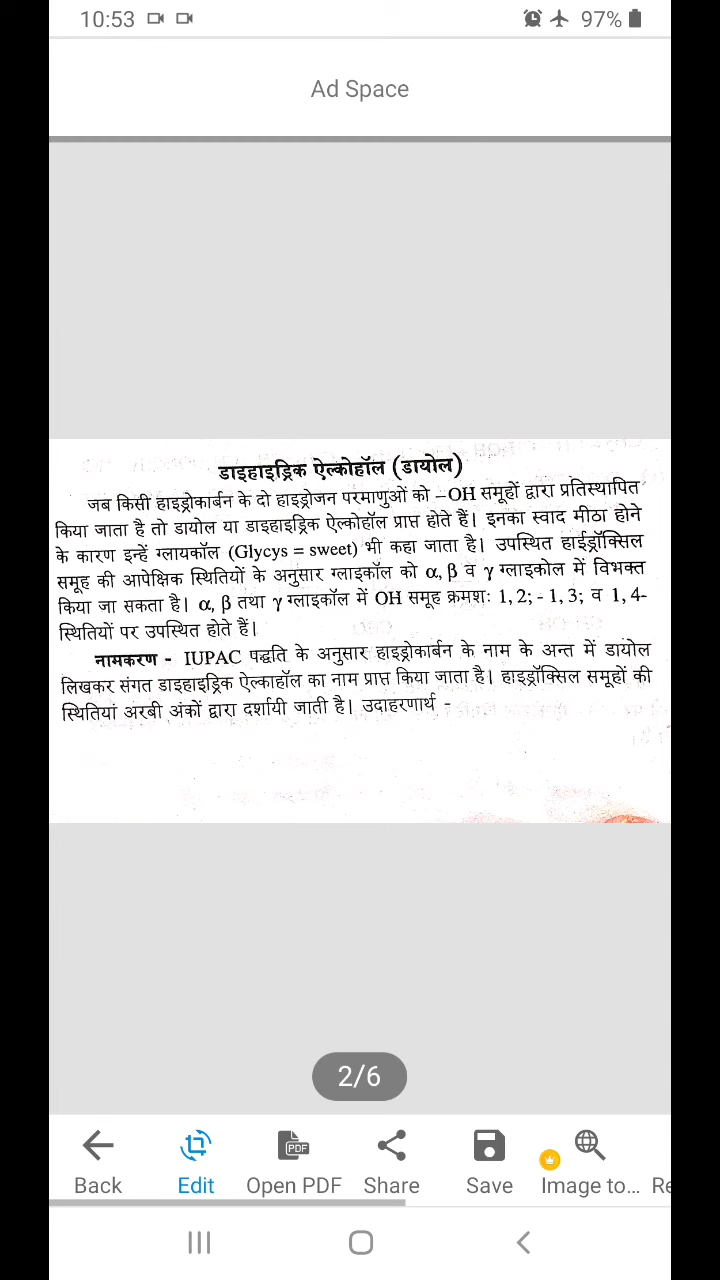 10:53 97%
Ad Space
डाइहाइड्रिक ऐल्कोहॉल (डायोल)
जब किसी हाइड्रोकार्बन के दो हाइड्रोजन परमाणुओं को –OH समूहों द्वारा प्रतिस्थापित
किया जाता है तो डायोल या डाइहाइड्रिक ऐल्कोहॉल प्राप्त होते हैं। इनका स्वाद मीठा होने
के कारण इन्हें ग्लायकॉल (Glycys = sweet) भी कहा जाता है। उपस्थित हाईड्रॉक्सिल
समूह की आपेक्षिक स्थितियों के अनुसार ग्लाइकॉल को α, β व γ ग्लाइकोल में विभक्त
किया जा सकता है। α, β तथा γ ग्लाइकॉल में OH समूह क्रमश: 1, 2; - 1, 3; व 1, 4-
स्थितियों पर उपस्थित होते हैं।
नामकरण - IUPAC पद्धति के अनुसार हाइड्रोकार्बन के नाम के अन्त में डायोल
लिखकर संगत डाइहाइड्रिक ऐल्काहॉल का नाम प्राप्त किया जाता है। हाइड्रॉक्सिल समूहों की
स्थितियां अरबी अंकों द्वारा दर्शायी जाती है। उदाहरणार्थ -
2/6
PDF
Back Edit Open PDF Share Save Image to... Re